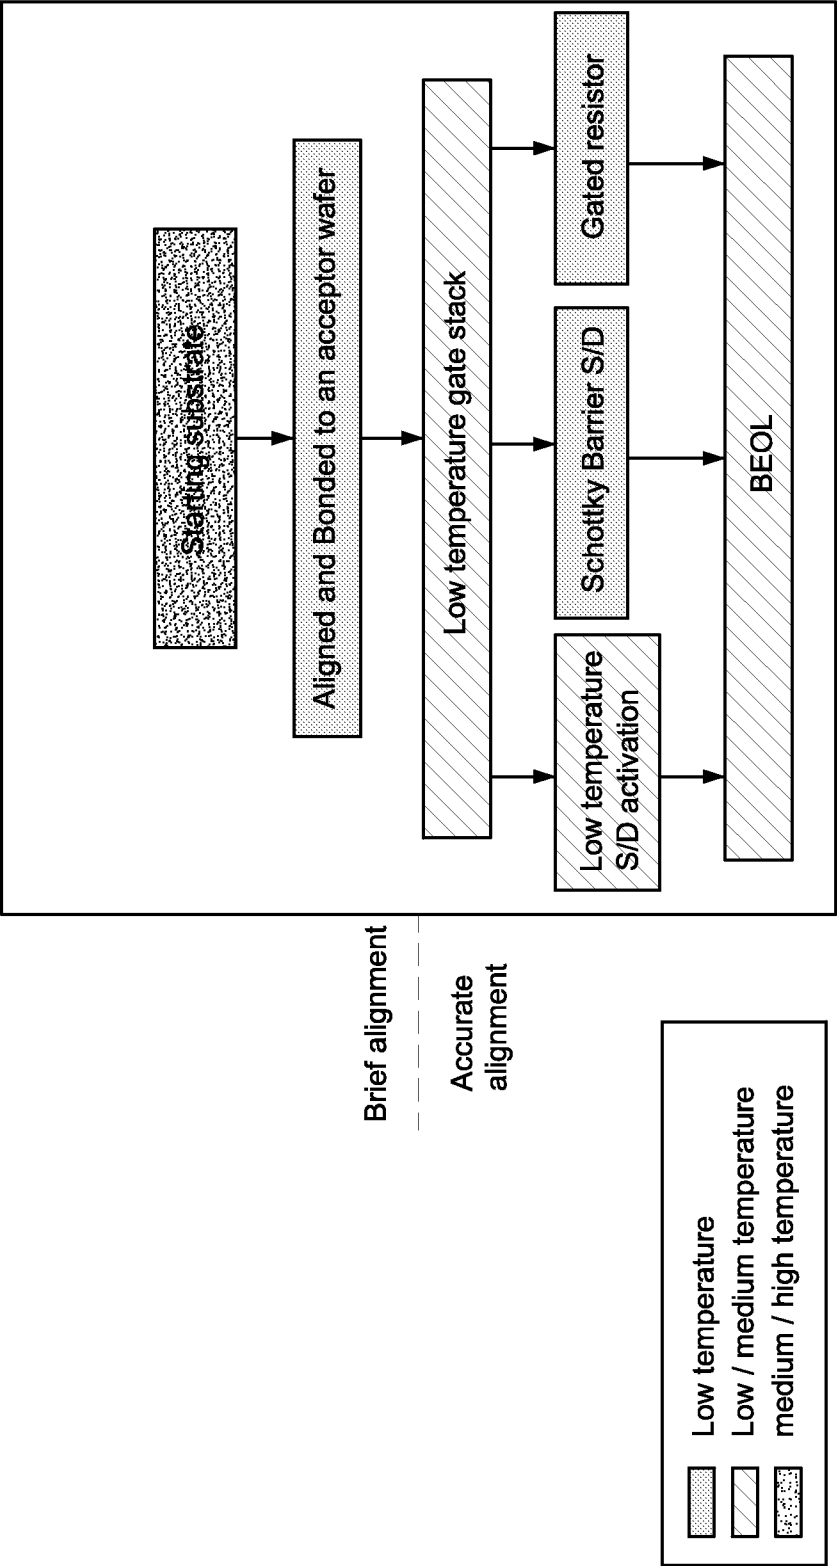 Starting substrate
Aligned and Bonded to an acceptor wafer
Low temperature gate stack
Low temperature
S/D activation
Schottky Barrier S/D
Gated resistor
BEOL
Brief alignment
Accurate
alignment
Low temperature
Low / medium temperature
medium / high temperature